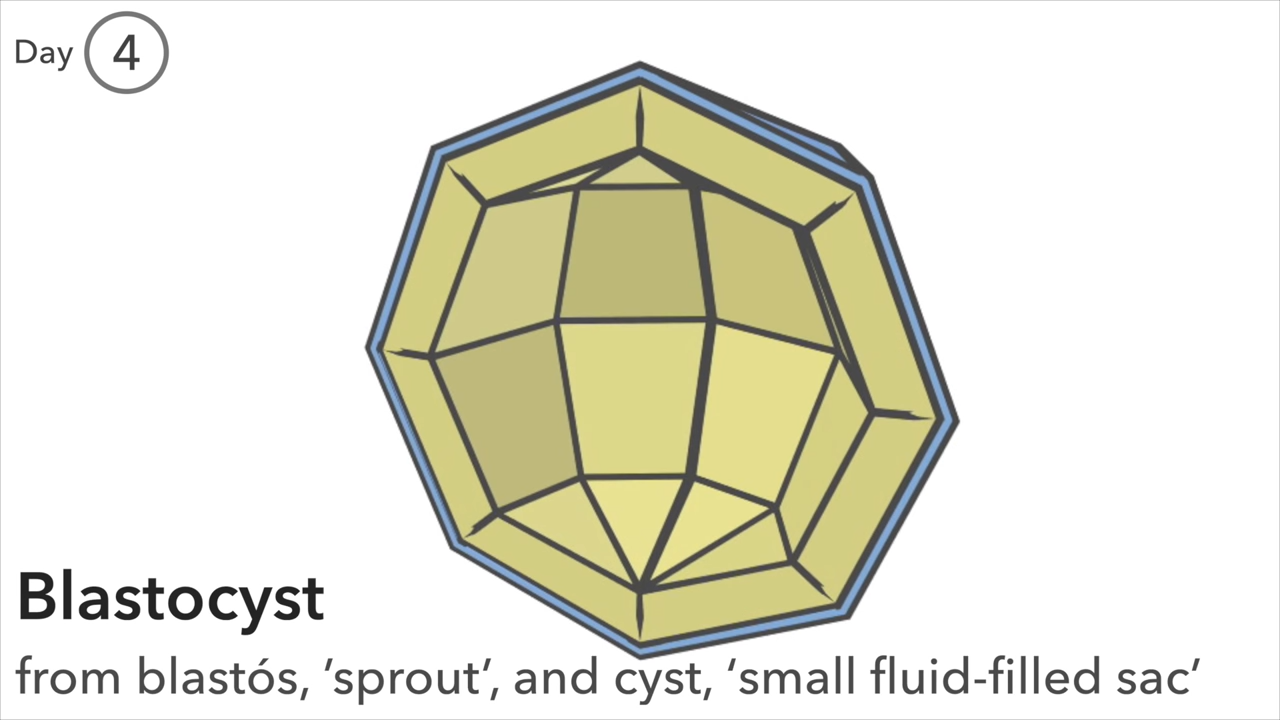 Day 4
Blastocyst
from blastós, ’sprout‘, and cyst, ‘small fluid-filled sac’